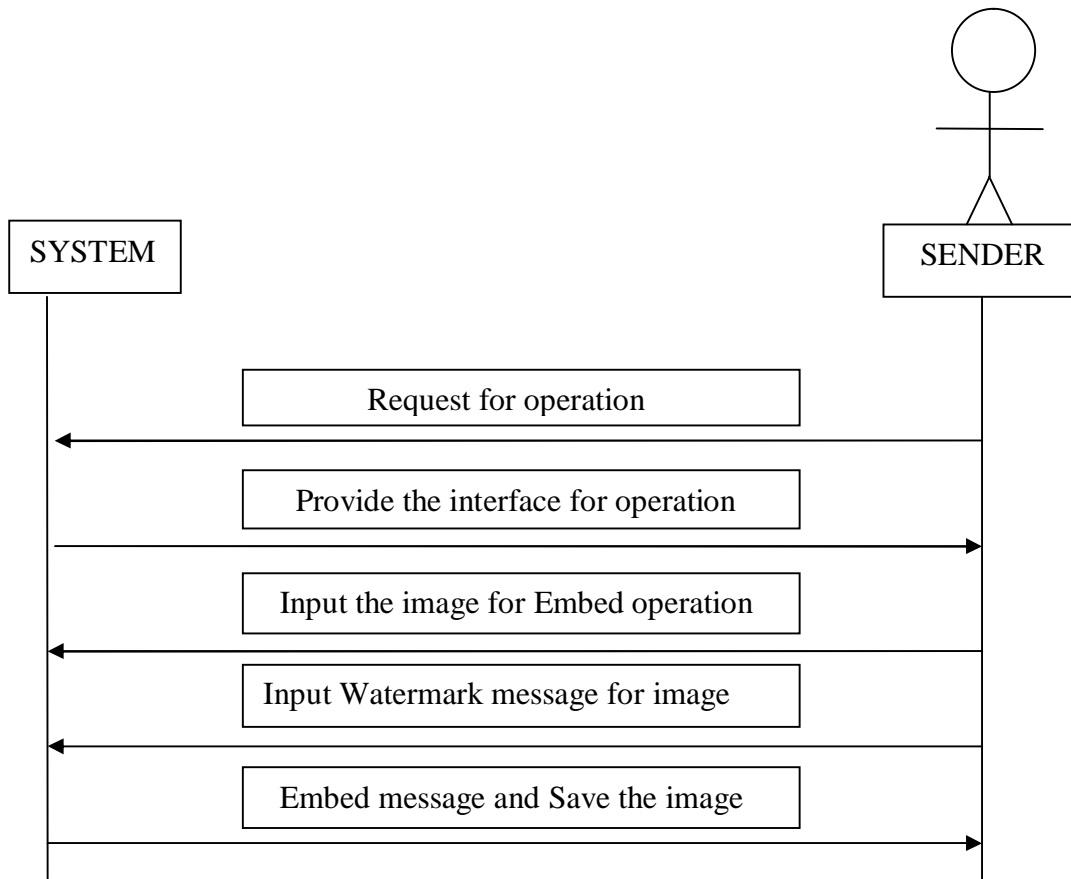 SYSTEM
SENDER
Request for operation
Provide the interface for operation
Input the image for Embed operation
Input Watermark message for image
Embed message and Save the image